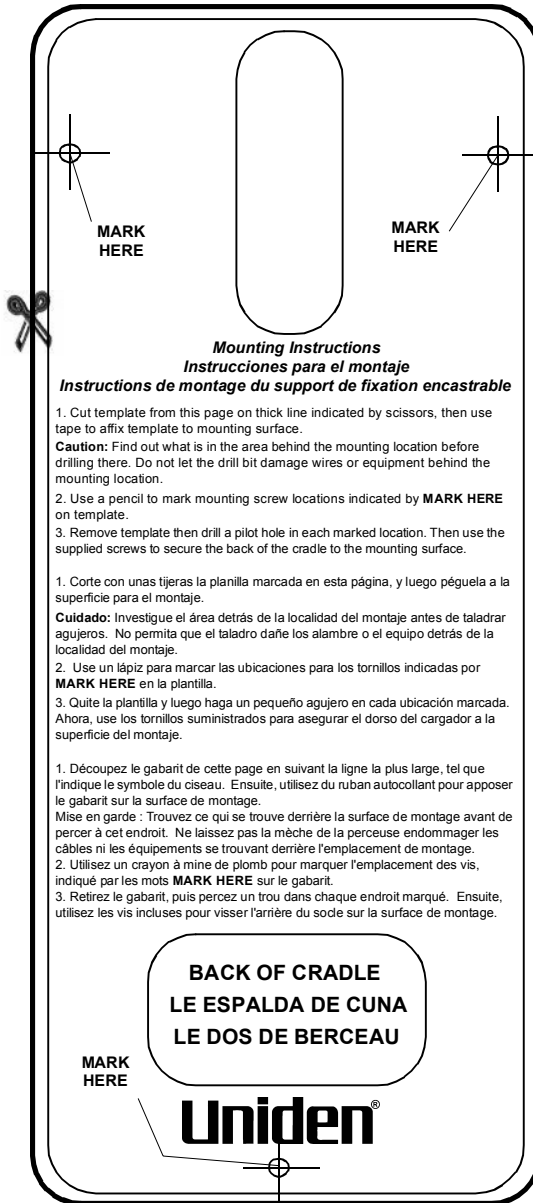 MARK
HERE
MARK
HERE
Mounting Instructions
Instrucciones para el montaje
Instructions de montage du support de fixation encastrable
1. Cut template from this page on thick line indicated by scissors, then use
tape to affix template to mounting surface.
Caution: Find out what is in the area behind the mounting location before
drilling there. Do not let the drill bit damage wires or equipment behind the
mounting location.
2. Use a pencil to mark mounting screw locations indicated by MARK HERE
on template.
3. Remove template then drill a pilot hole in each marked location. Then use the
supplied screws to secure the back of the cradle to the mounting surface.
1. Corte con unas tijeras la planilla marcada en esta página, y luego péguela a la
superficie para el montaje.
Cuidado: Investigue el área detrás de la localidad del montaje antes de taladrar
agujeros. No permita que el taladro dañe los alambre o el equipo detrás de la
localidad del montaje.
2. Use un lápiz para marcar las ubicaciones para los tornillos indicadas por
MARK HERE en la plantilla.
3. Quite la plantilla y luego haga un pequeño agujero en cada ubicación marcada.
Ahora, use los tornillos suministrados para asegurar el dorso del cargador a la
superficie del montaje.
1. Découpez le gabarit de cette page en suivant la ligne la plus large, tel que
l'indique le symbole du ciseau. Ensuite, utilisez du ruban autocollant pour apposer
le gabarit sur la surface de montage.
Mise en garde : Trouvez ce qui se trouve derrière la surface de montage avant de
percer à cet endroit. Ne laissez pas la mèche de la perceuse endommager les
câbles ni les équipements se trouvant derrière l'emplacement de montage.
2. Utilisez un crayon à mine de plomb pour marquer l'emplacement des vis,
indiqué par les mots MARK HERE sur le gabarit.
3. Retirez le gabarit, puis percez un trou dans chaque endroit marqué. Ensuite,
utilisez les vis incluses pour visser l'arrière du socle sur la surface de montage.
BACK OF CRADLE
LE ESPALDA DE CUNA
LE DOS DE BERCEAU
MARK
HERE
Uniden®